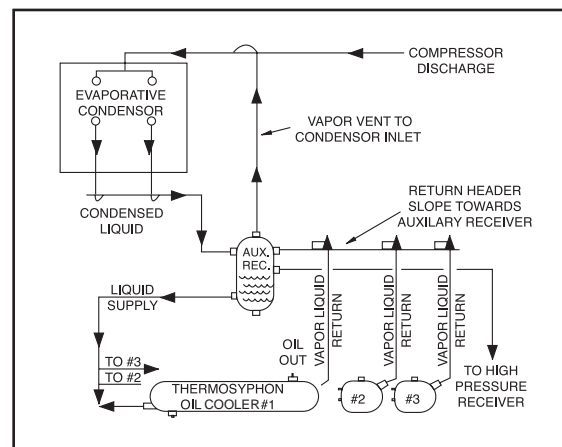 COMPRESSOR
DISCHARGE
EVAPORATIVE
CONDENSOR
VAPOR VENT TO
CONDENSOR INLET
CONDENSED
LIQUID
RETURN HEADER
SLOPE TOWARDS
AUXILARY RECEIVER
AUX.
REC.
LIQUID
SUPPLY
OIL
OUT
VAPOR LIQUID
RETURN
VAPOR LIQUID
RETURN
VAPOR LIQUID
RETURN
TO #3
TO #2
THERMOSYPHON
OIL COOLER #1
#2
#3
TO HIGH
PRESSURE
RECEIVER